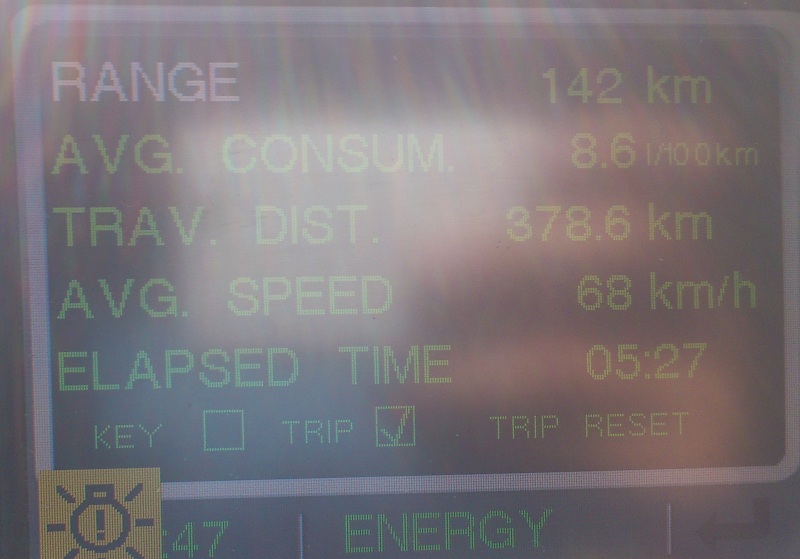 RANGE 142 km
AVG. CONSUM. 8.6 l/100km
TRAV. DIST. 378.6 km
AVG. SPEED 68 km/h
ELAPSED TIME 05:27
KEY TRIP TRIP RESET
:47 ENERGY